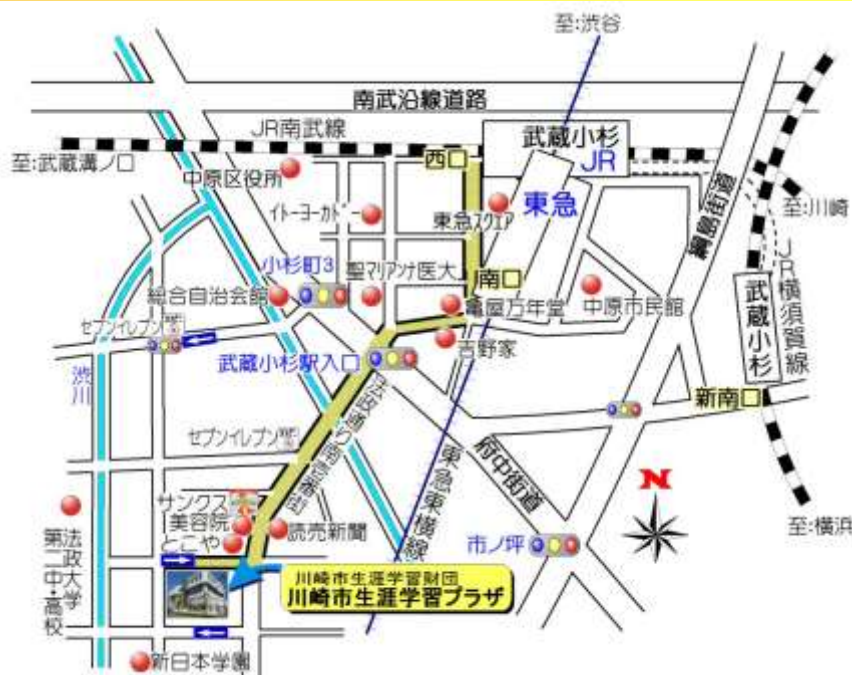 至:渋谷
南武沿線道路
JR南武線
武蔵小杉
JR
至:武蔵溝ノ口
西口
中原区役所
東急
綱島街道
イトーヨーカドー
東急スクエア
至:川崎
小杉町3
聖マリアンナ医大
南口
JR横須賀線
総合自治会館
亀屋万年堂
中原市民館
武蔵小杉
セブンイレブン
吉野家
渋川
武蔵小杉駅入口
新南口
法政通り南壱番街
セブンイレブン
府中街道
東急東横線
N
サンクス
美容院
読売新聞
とこや
市ノ坪
至:横浜
法政大学
第二中・高校
川崎市生涯学習財団
川崎市生涯学習プラザ
新日本学園